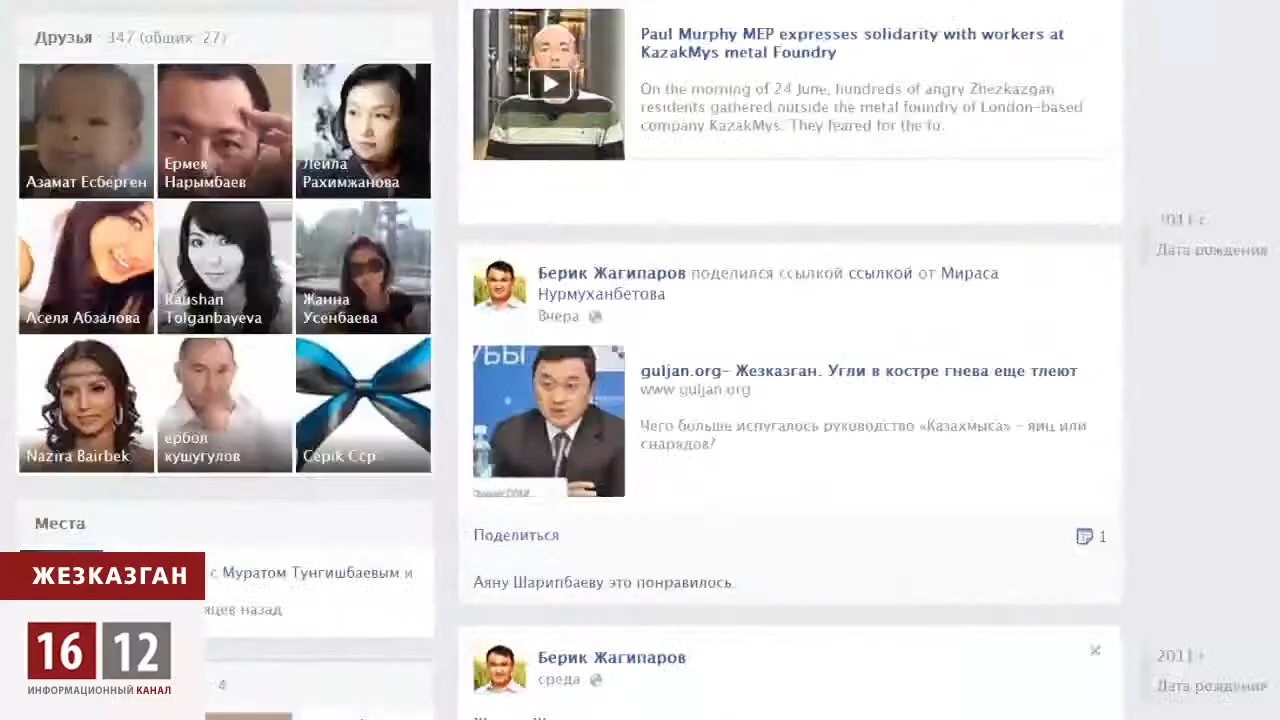 Друзья · 347 (общих: 27)
Азамат Есберген
Ермек
Нарымбаев
Лейла
Рахимжанова
Аселя Абзалова
Kaushan
Tolganbayeva
Жанна
Усенбаева
Nazira Bairbek
ербол
кушугулов
Серік Сср
Места
с Муратом Тунгишбаевым и
назад
4
ЖЕЗКАЗГАН
16 12
ИНФОРМАЦИОННЫЙ КАНАЛ
Paul Murphy MEP expresses solidarity with workers at
KazakMys metal Foundry
On the morning of 24 June, hundreds of angry Zhezkazgan
residents gathered outside the metal foundry of London-based
company KazakMys. They feared for the fu.
Берик Жагипаров поделился ссылкой ссылкой от Мираса
Нурмуханбетова
Вчера
guljan.org- Жезказган. Угли в костре гнева еще тлеют
www.guljan.org
Чего больше испугалось руководство «Казахмыса» - яиц или
снарядов?
Поделиться
1
Аяну Шарипбаеву это понравилось.
Берик Жагипаров
среда
2011 г.
Дата рождения
2011 г.
Дата рождения